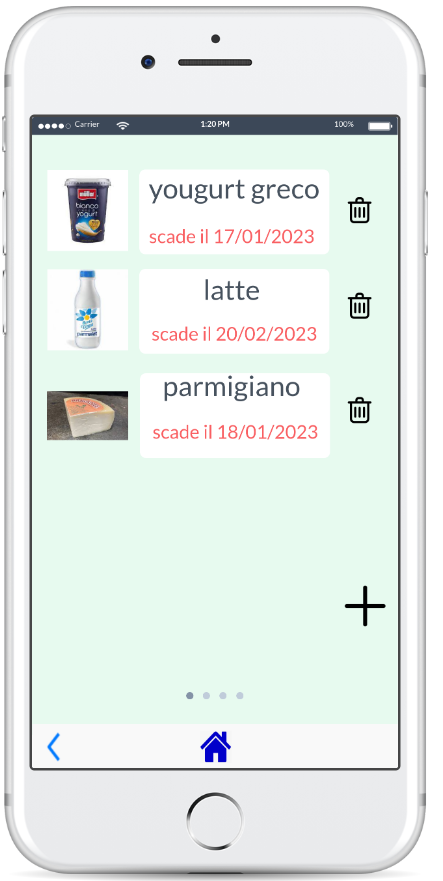 Carrier
1:20 PM
100%
bianco
yogurt
yougurt greco
scade il 17/01/2023
latte
scade il 20/02/2023
parmigiano
scade il 18/01/2023